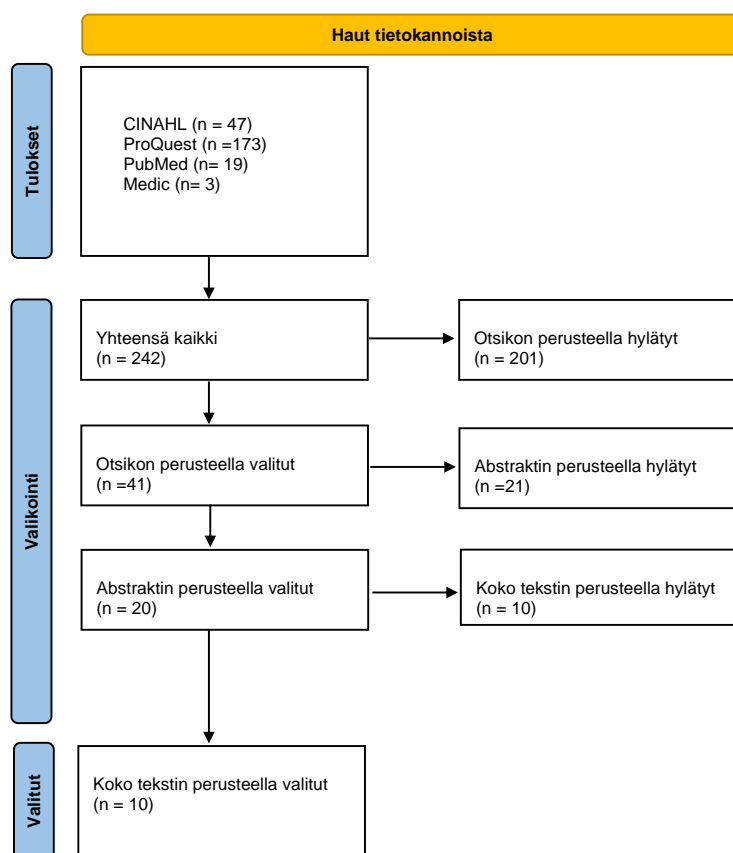 Haut tietokannoista
Tulokset
CINAHL (n = 47)
ProQuest (n =173)
PubMed (n= 19)
Medic (n= 3)
Valikointi
Yhteensä kaikki
(n = 242)
Otsikon perusteella hylätyt
(n = 201)
Otsikon perusteella valitut
(n =41)
Abstraktin perusteella hylätyt
(n =21)
Abstraktin perusteella valitut
(n = 20)
Koko tekstin perusteella hylätyt
(n = 10)
Valitut
Koko tekstin perusteella valitut
(n = 10)